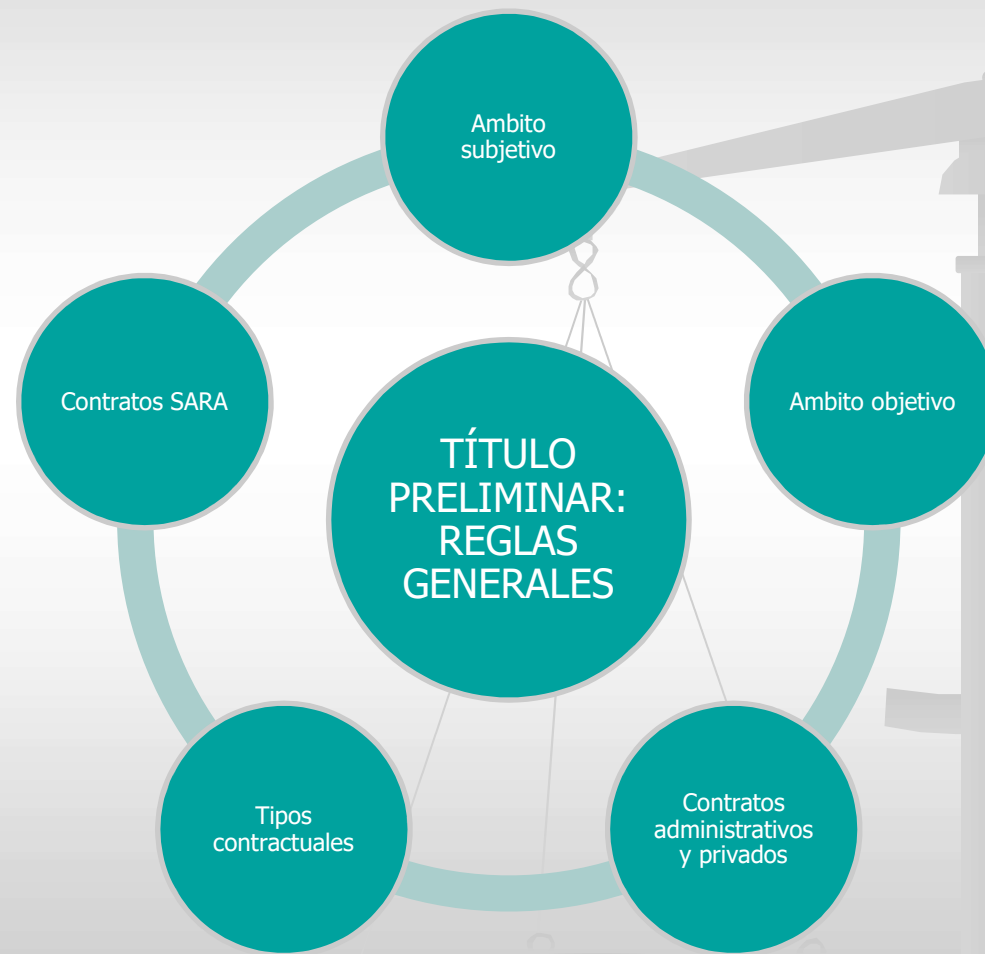 Ambito
subjetivo
Contratos SARA
Ambito objetivo
TÍTULO
PRELIMINAR:
REGLAS
GENERALES
Tipos
contractuales
Contratos
administrativos
y privados